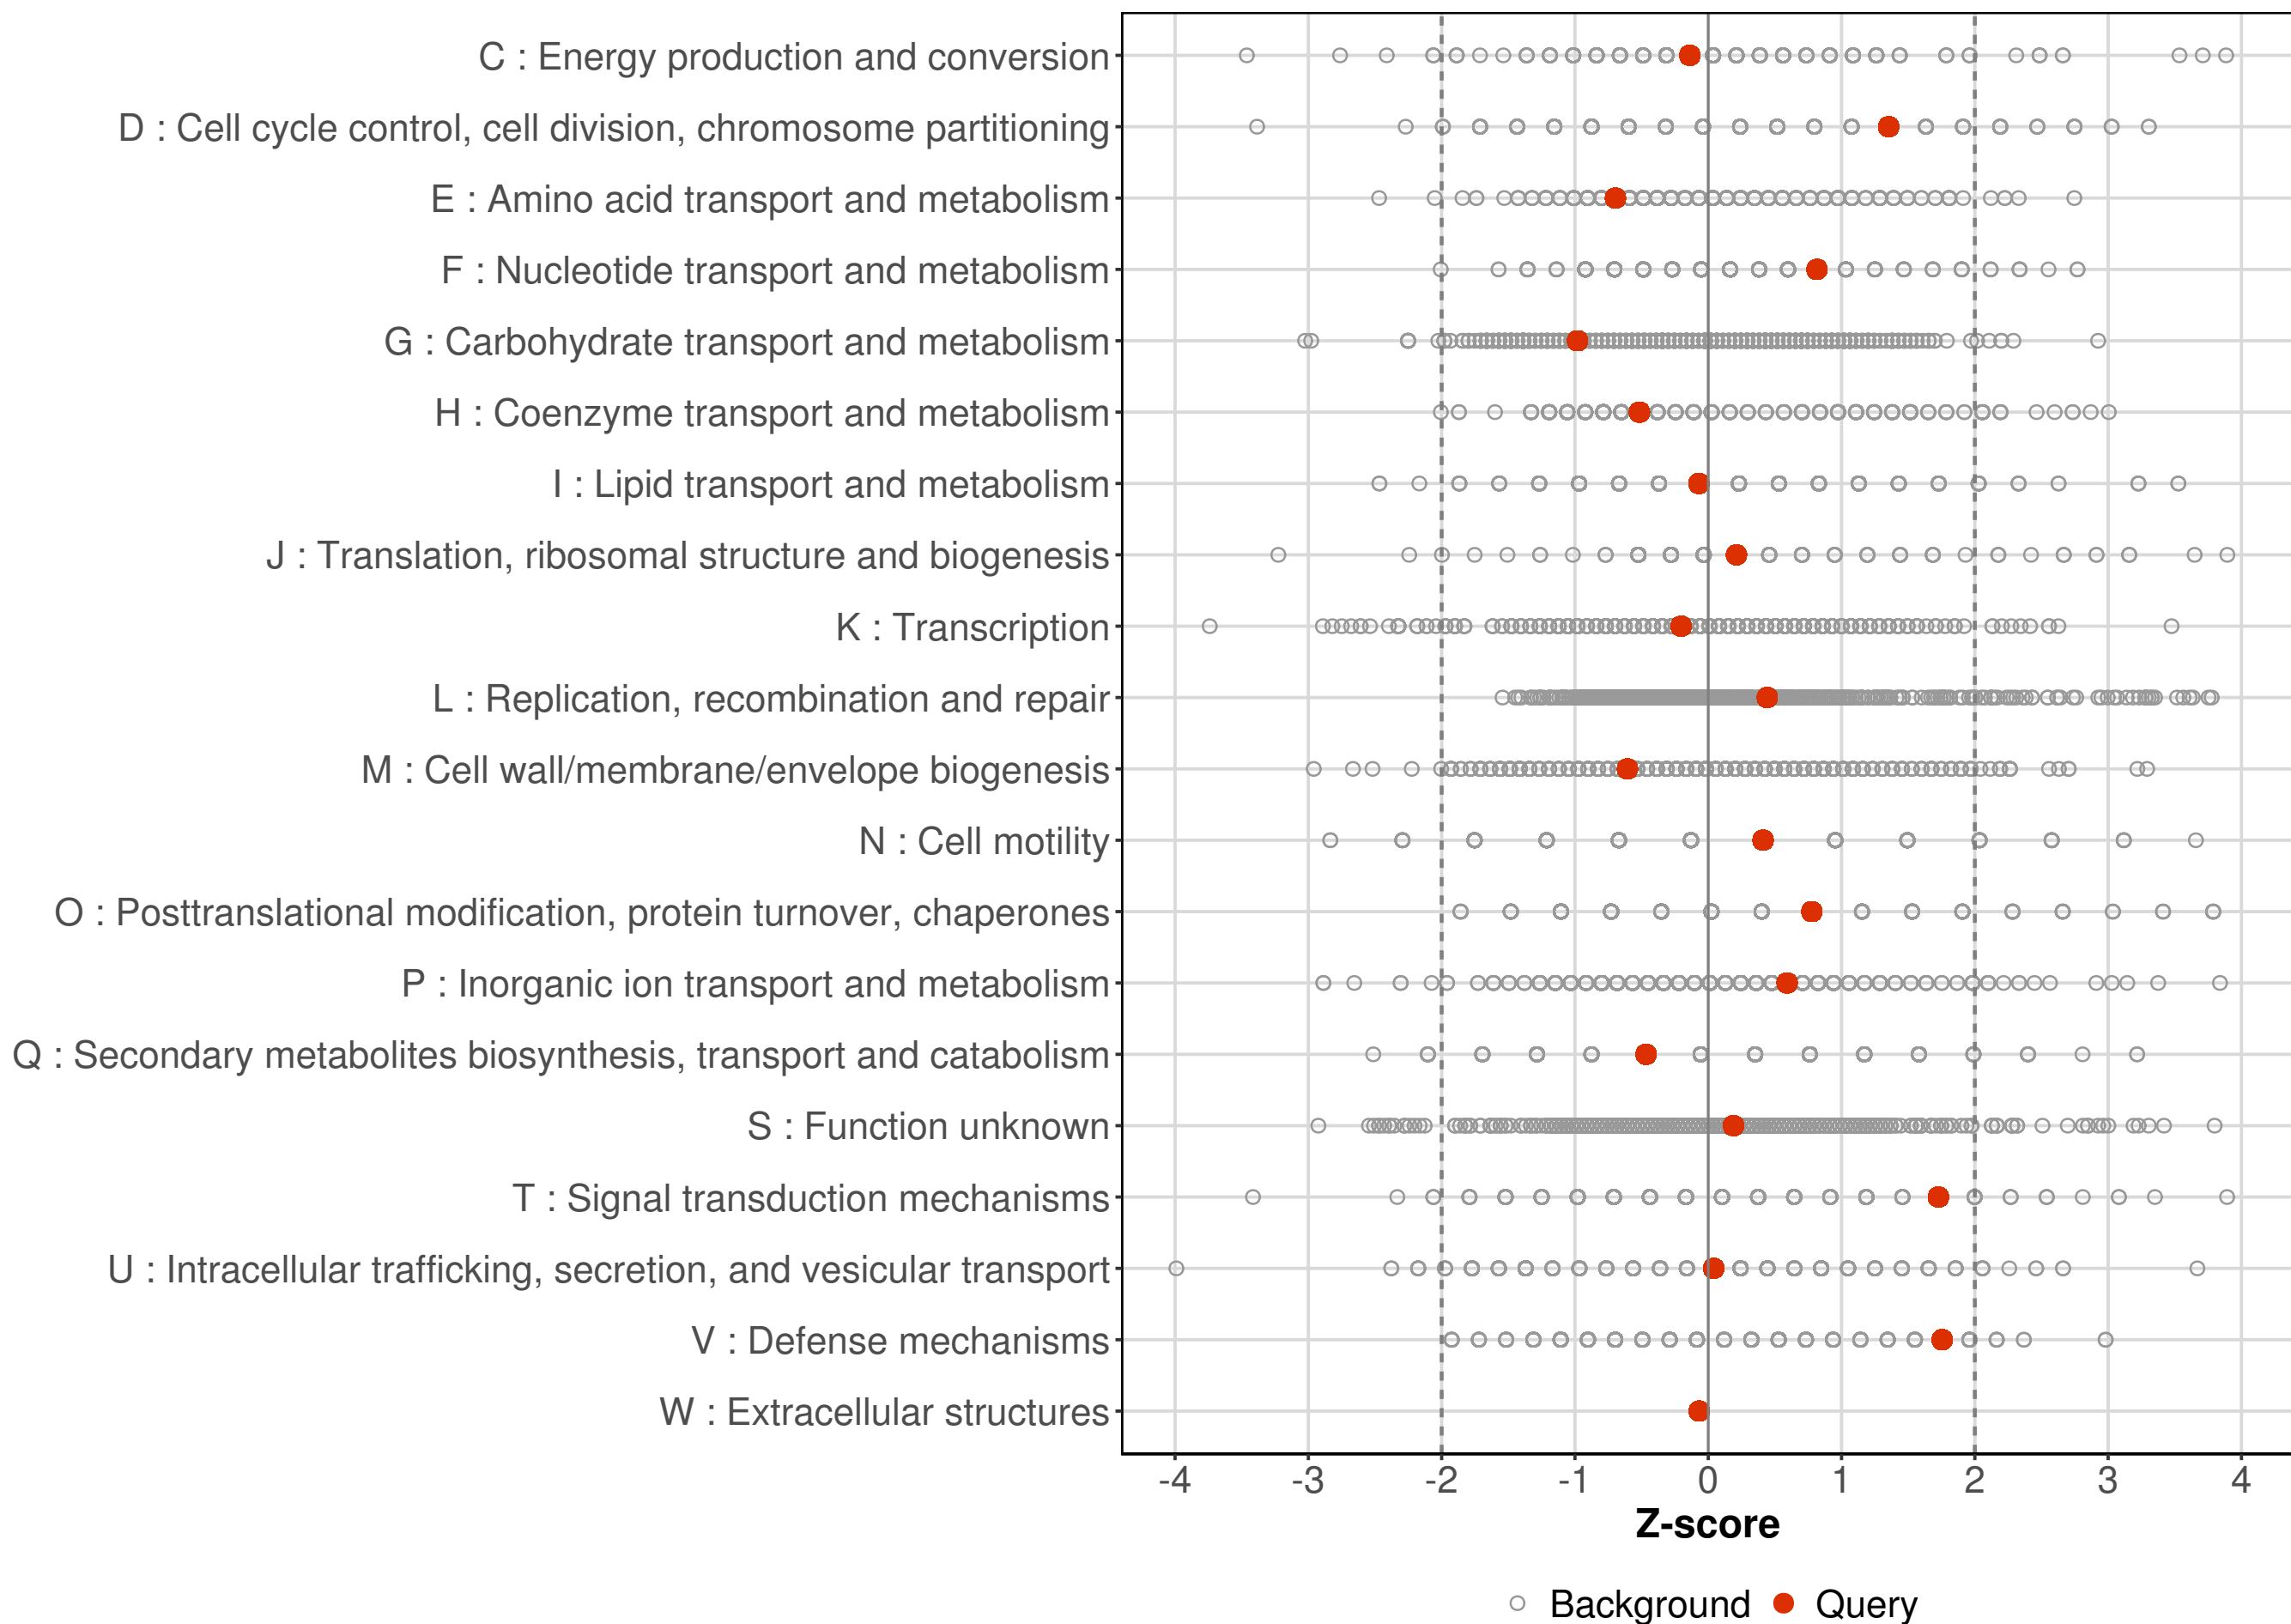 C : Energy production and conversion
D : Cell cycle control, cell division, chromosome partitioning
E : Amino acid transport and metabolism
F : Nucleotide transport and metabolism
G : Carbohydrate transport and metabolism
H : Coenzyme transport and metabolism
I : Lipid transport and metabolism
J : Translation, ribosomal structure and biogenesis
K : Transcription
L : Replication, recombination and repair
M : Cell wall/membrane/envelope biogenesis
N : Cell motility
O : Posttranslational modification, protein turnover, chaperones
P : Inorganic ion transport and metabolism
Q : Secondary metabolites biosynthesis, transport and catabolism
S : Function unknown
T : Signal transduction mechanisms
U : Intracellular trafficking, secretion, and vesicular transport
V : Defense mechanisms
W : Extracellular structures
-4 -3 -2 -1 0 1 2 3 4
Z-score
Background Query